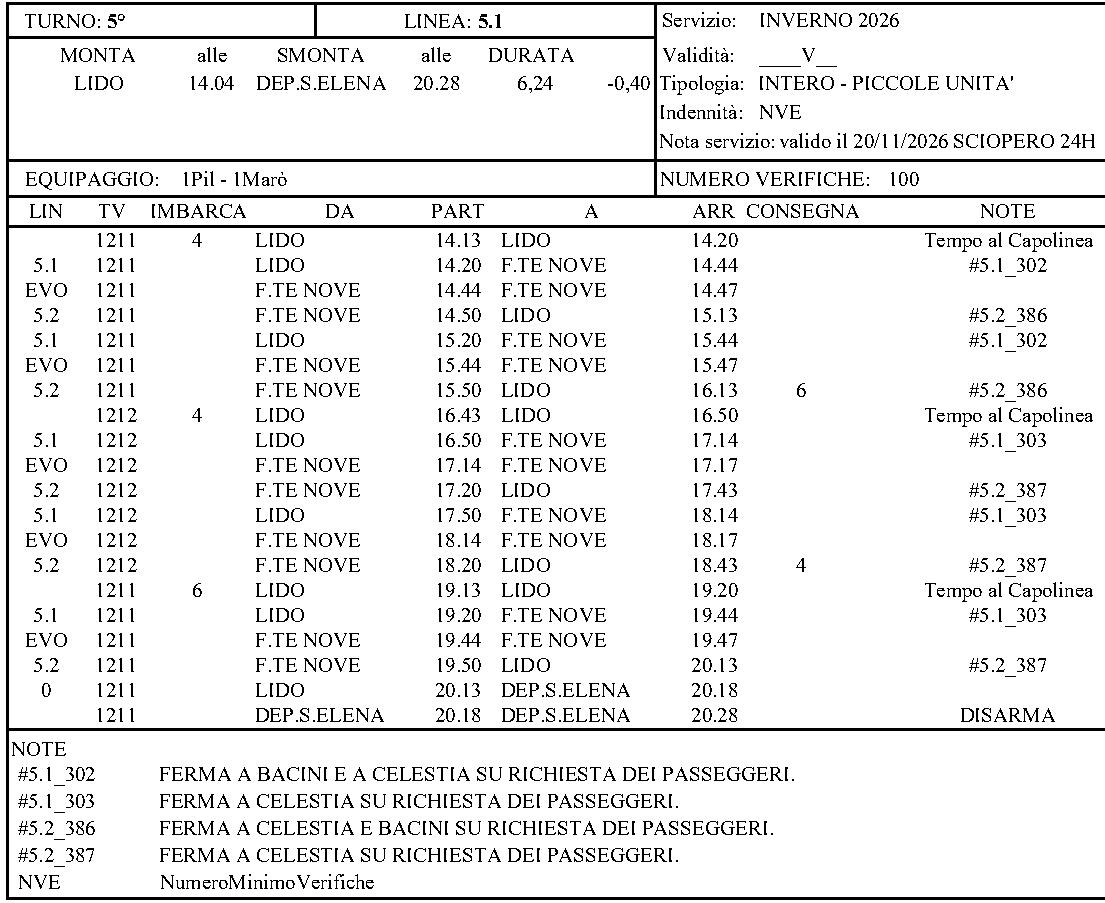 TURNO: 5° LINEA: 5.1 Servizio: INVERNO 2026
MONTA alle SMONTA alle DURATA Validità: ____V__
LIDO 14.04 DEP.S.ELENA 20.28 6,24 -0,40 Tipologia: INTERO - PICCOLE UNITA'
Indennità: NVE
Nota servizio: valido il 20/11/2026 SCIOPERO 24H
EQUIPAGGIO: 1Pil - 1Marò NUMERO VERIFICHE: 100
LIN TV IMBARCA DA PART A ARR CONSEGNA NOTE
1211 4 LIDO 14.13 LIDO 14.20 Tempo al Capolinea
5.1 1211 LIDO 14.20 F.TE NOVE 14.44 #5.1_302
EVO 1211 F.TE NOVE 14.44 F.TE NOVE 14.47
5.2 1211 F.TE NOVE 14.50 LIDO 15.13 #5.2_386
5.1 1211 LIDO 15.20 F.TE NOVE 15.44 #5.1_302
EVO 1211 F.TE NOVE 15.44 F.TE NOVE 15.47
5.2 1211 F.TE NOVE 15.50 LIDO 16.13 6 #5.2_386
1212 4 LIDO 16.43 LIDO 16.50 Tempo al Capolinea
5.1 1212 LIDO 16.50 F.TE NOVE 17.14 #5.1_303
EVO 1212 F.TE NOVE 17.14 F.TE NOVE 17.17
5.2 1212 F.TE NOVE 17.20 LIDO 17.43 #5.2_387
5.1 1212 LIDO 17.50 F.TE NOVE 18.14 #5.1_303
EVO 1212 F.TE NOVE 18.14 F.TE NOVE 18.17
5.2 1212 F.TE NOVE 18.20 LIDO 18.43 4 #5.2_387
1211 6 LIDO 19.13 LIDO 19.20 Tempo al Capolinea
5.1 1211 LIDO 19.20 F.TE NOVE 19.44 #5.1_303
EVO 1211 F.TE NOVE 19.44 F.TE NOVE 19.47
5.2 1211 F.TE NOVE 19.50 LIDO 20.13 #5.2_387
0 1211 LIDO 20.13 DEP.S.ELENA 20.18
1211 DEP.S.ELENA 20.18 DEP.S.ELENA 20.28 DISARMA
NOTE
#5.1_302 FERMA A BACINI E A CELESTIA SU RICHIESTA DEI PASSEGGERI.
#5.1_303 FERMA A CELESTIA SU RICHIESTA DEI PASSEGGERI.
#5.2_386 FERMA A CELESTIA E BACINI SU RICHIESTA DEI PASSEGGERI.
#5.2_387 FERMA A CELESTIA SU RICHIESTA DEI PASSEGGERI.
NVE NumeroMinimoVerifiche